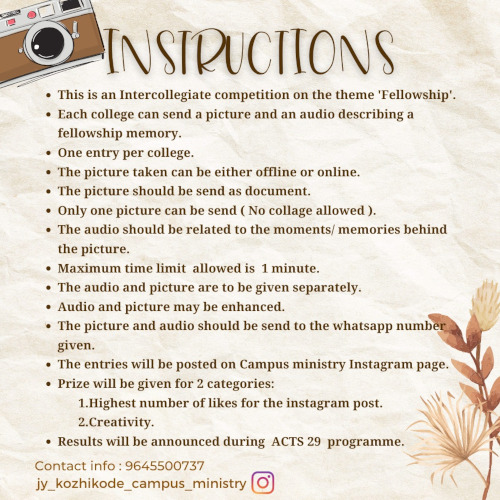 INSTRUCTIONS
• This is an Intercollegiate competition on the theme 'Fellowship'.
• Each college can send a picture and an audio describing a
fellowship memory.
• One entry per college.
• The picture taken can be either offline or online.
• The picture should be send as document.
• Only one picture can be send ( No collage allowed ).
• The audio should be related to the moments/ memories behind
the picture.
• Maximum time limit allowed is 1 minute.
• The audio and picture are to be given separately.
• Audio and picture may be enhanced.
• The picture and audio should be send to the whatsapp number
given.
• The entries will be posted on Campus ministry Instagram page.
• Prize will be given for 2 categories:
1.Highest number of likes for the instagram post.
2.Creativity.
• Results will be announced during ACTS 29 programme.
Contact info : 9645500737
jy_kozhikode_campus_ministry